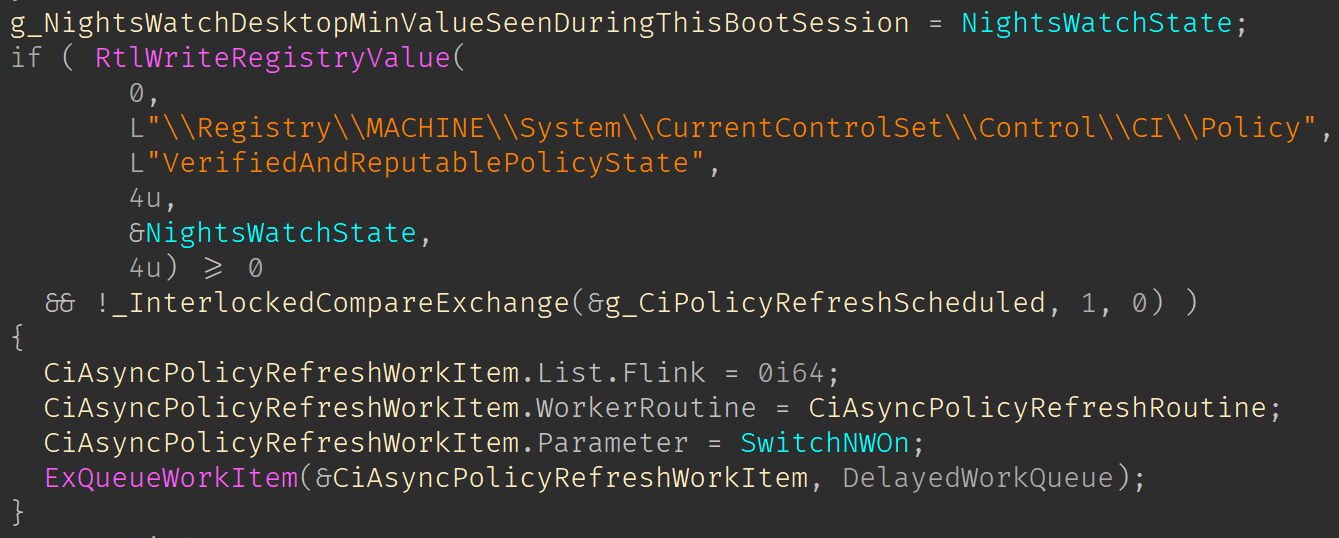 g_NightsWatchDesktopMinValueSeenDuringThisBootSession = NightsWatchState;
if ( RtlWriteRegistryValue(
0,
L"\\Registry\\MACHINE\\System\\CurrentControlSet\\Control\\CI\\Policy",
L"VerifiedAndReputablePolicyState",
4u,
&NightsWatchState,
4u) >= 0
&& !_InterlockedCompareExchange(&g_CiPolicyRefreshScheduled, 1, 0) )
{
CiAsyncPolicyRefreshWorkItem.List.Flink = 0i64;
CiAsyncPolicyRefreshWorkItem.WorkerRoutine = CiAsyncPolicyRefreshRoutine;
CiAsyncPolicyRefreshWorkItem.Parameter = SwitchNWOn;
ExQueueWorkItem(&CiAsyncPolicyRefreshWorkItem, DelayedWorkQueue);
}